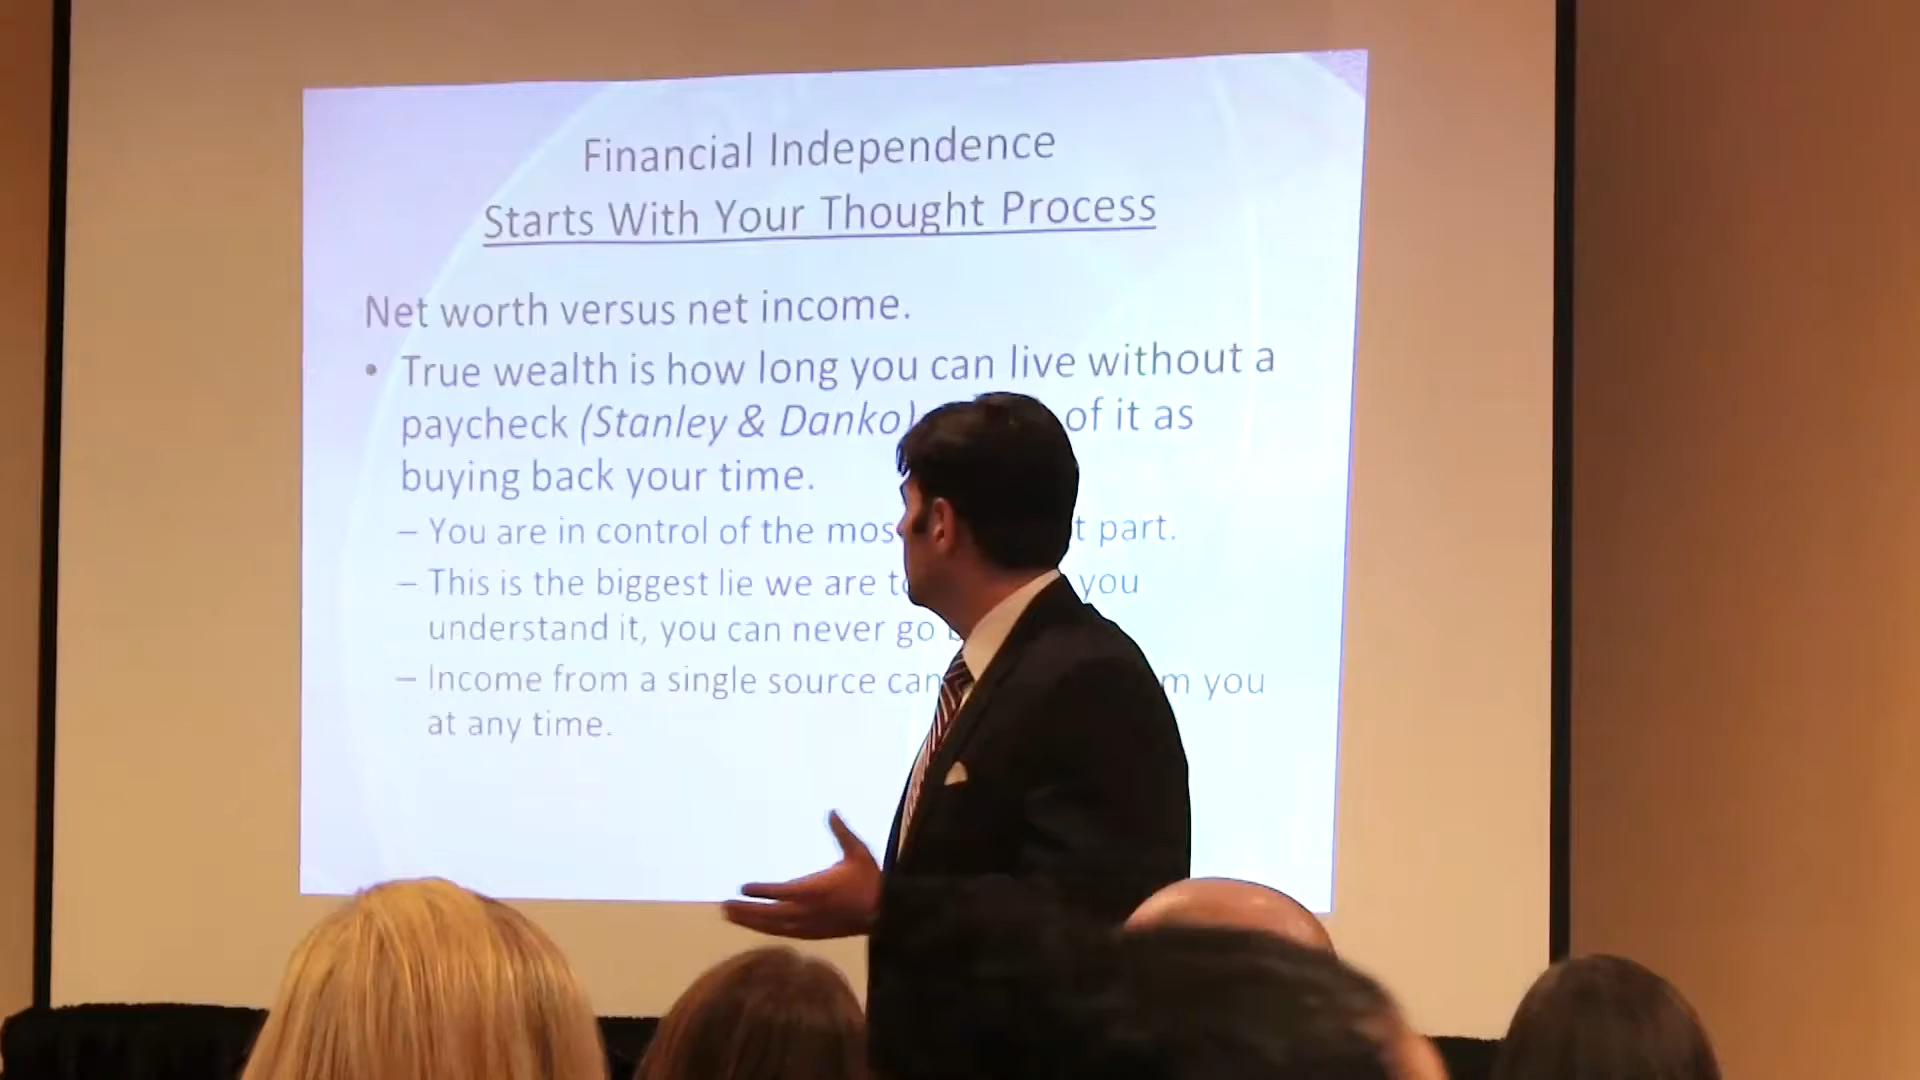 Financial Independence
Starts With Your Thought Process
Net worth versus net income.
• True wealth is how long you can live without a
paycheck (Stanley & Danko) of it as
buying back your time.
– You are in control of the part.
– This is the biggest lie we are you
understand it, you can never go
– Income from a single source can you
at any time.